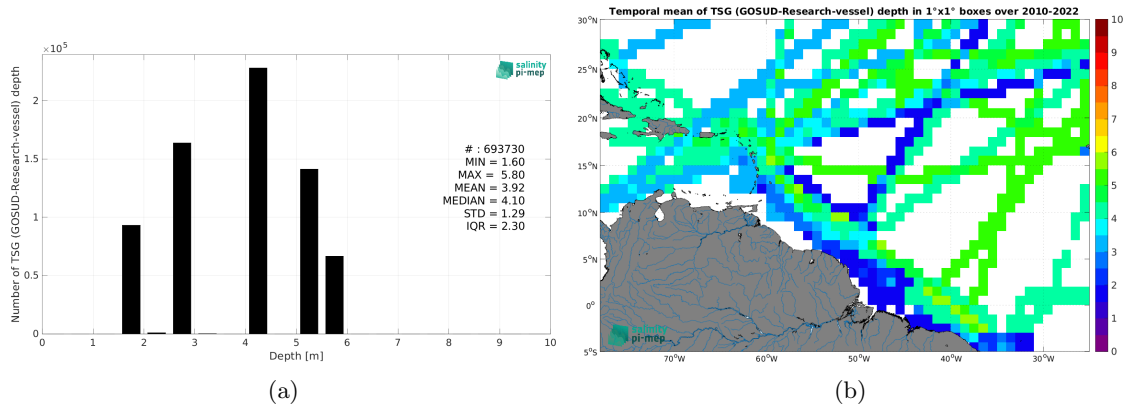 ×10⁵
2
1.5
1
0.5
0
Number of TSG (GOSUD-Research-vessel) depth
0 1 2 3 4 5 6 7 8 9 10
Depth [m]
salinity
pi-mep
# : 693730
MIN = 1.60
MAX = 5.80
MEAN = 3.92
MEDIAN = 4.10
STD = 1.29
IQR = 2.30
(a)
Temporal mean of TSG (GOSUD-Research-vessel) depth in 1°x1° boxes over 2010-2022
30°N
25°N
20°N
15°N
10°N
5°N
0°
5°S
70°W 60°W 50°W 40°W 30°W
salinity
pi-mep
10
9
8
7
6
5
4
3
2
1
0
(b)